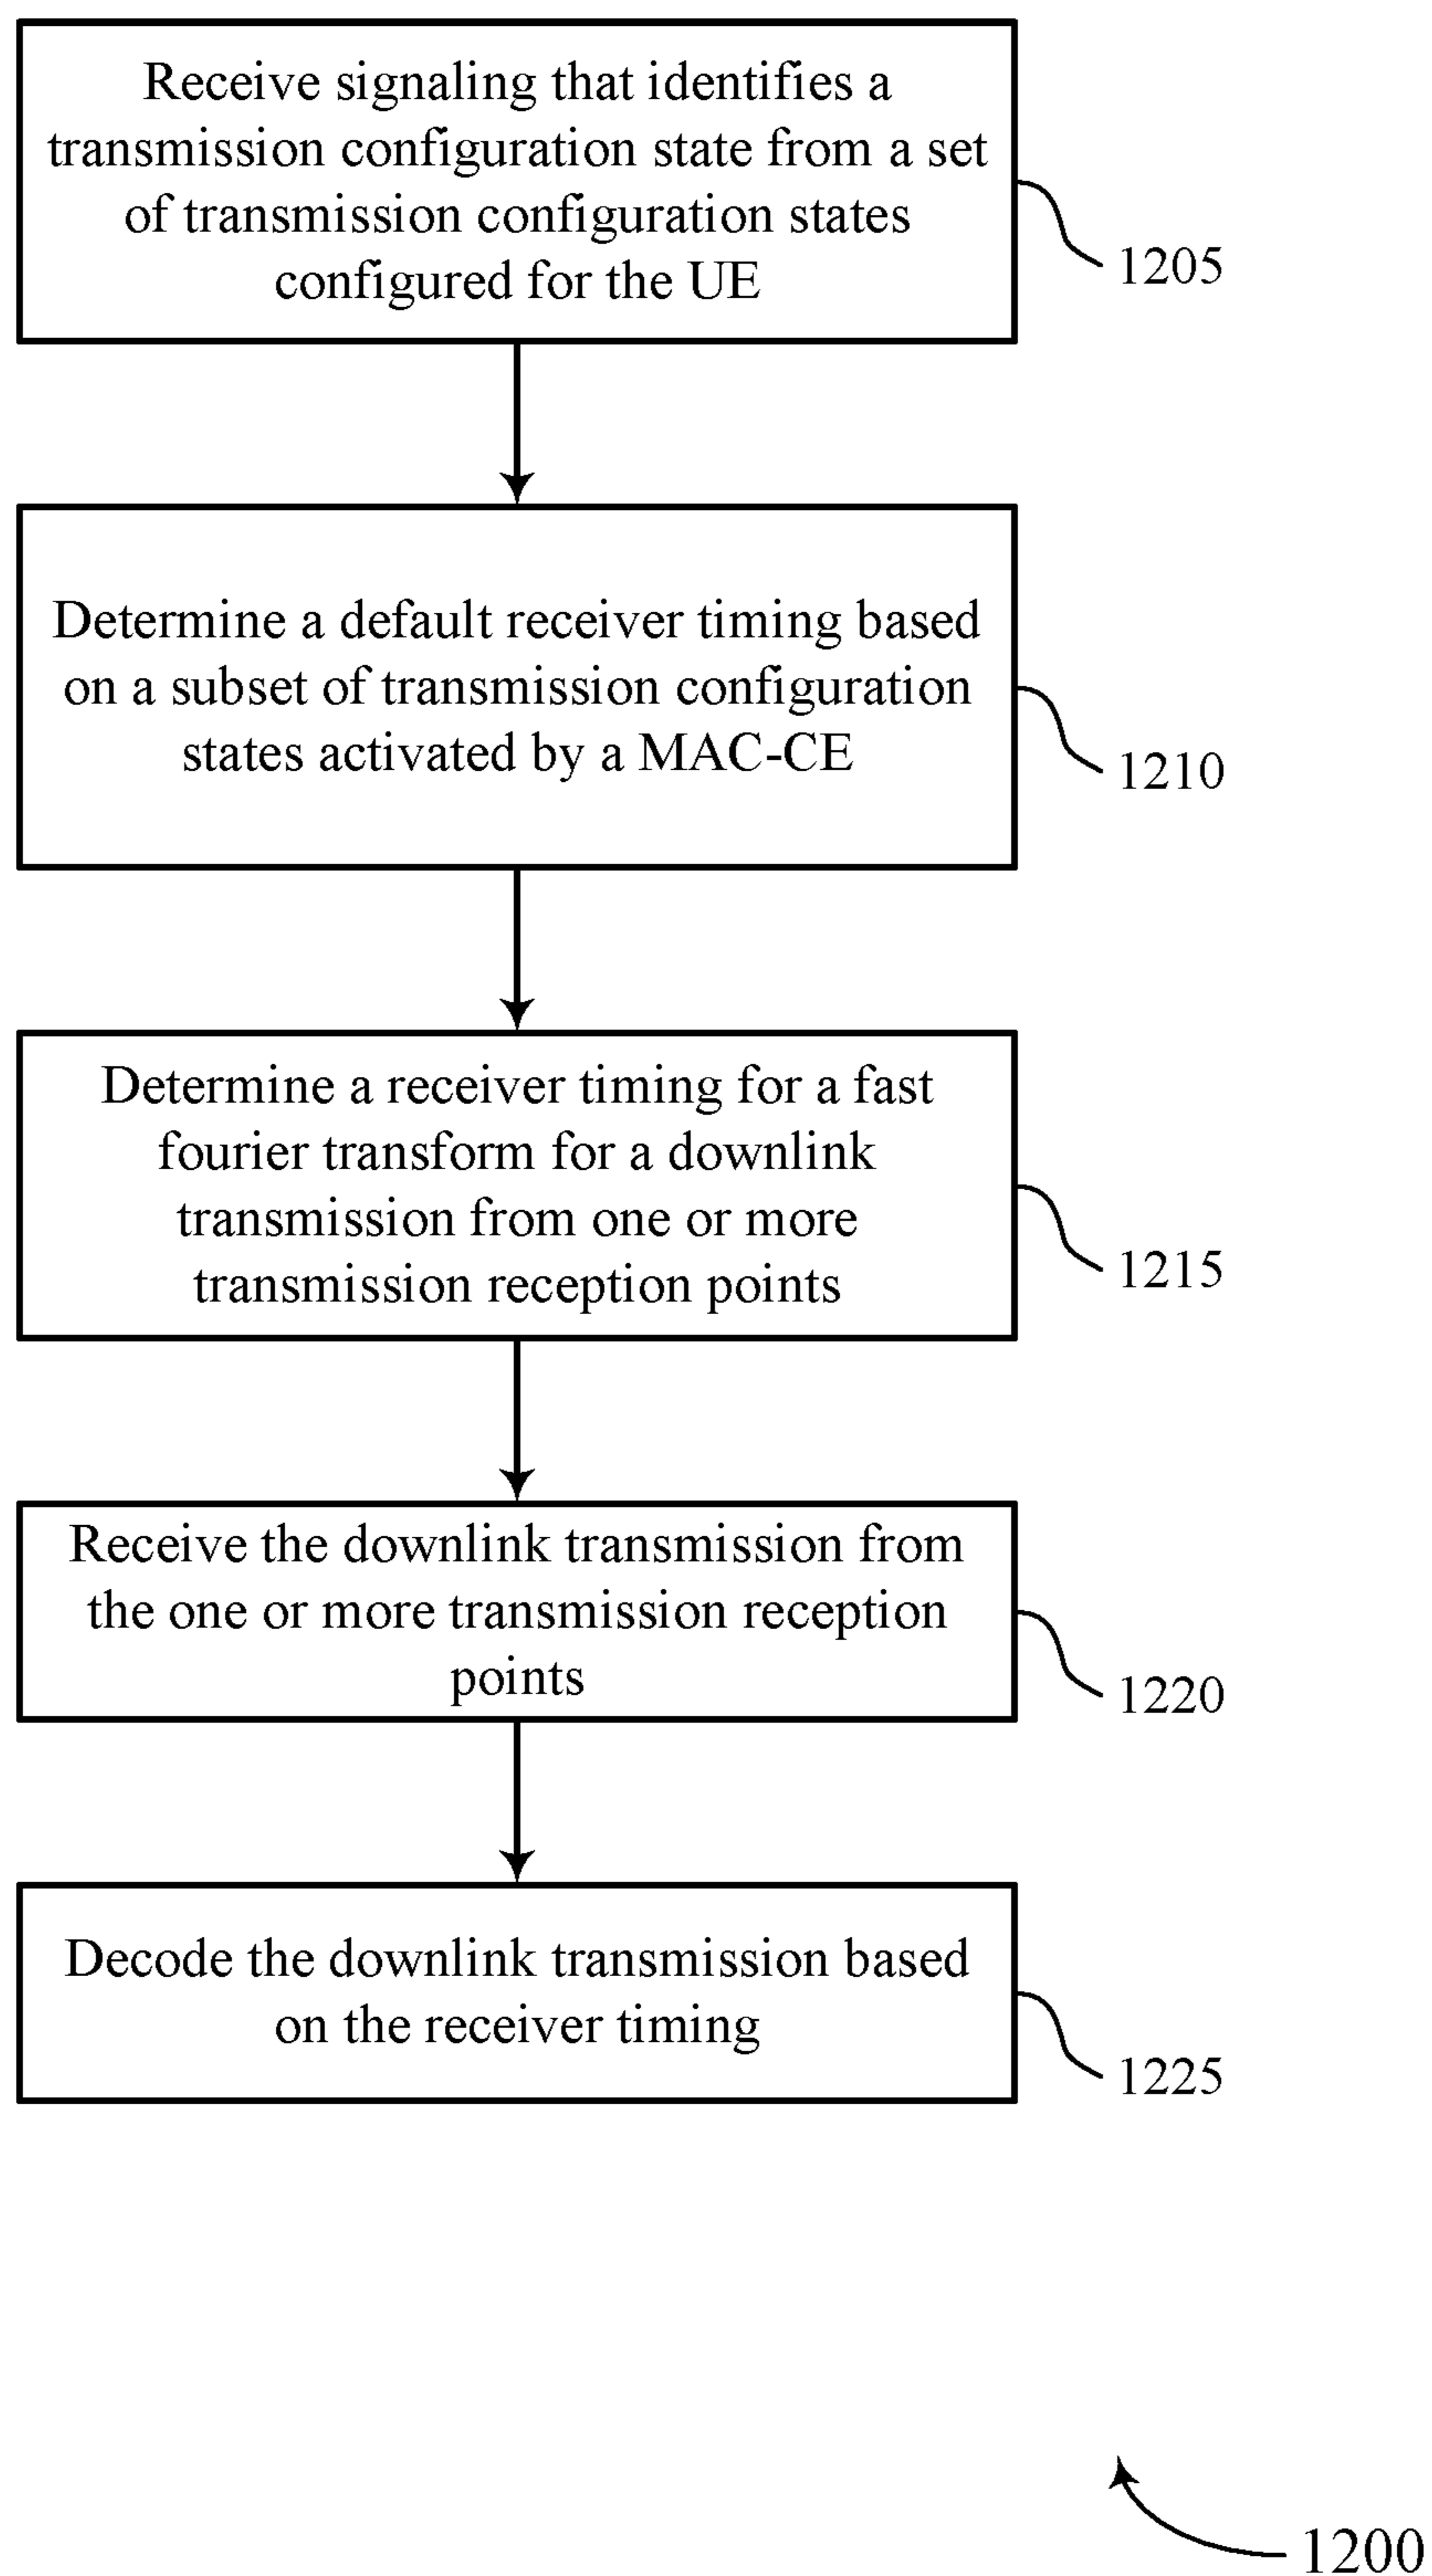 Receive signaling that identifies a
transmission configuration state from a set
of transmission configuration states
configured for the UE
1205
Determine a default receiver timing based
on a subset of transmission configuration
states activated by a MAC-CE
1210
Determine a receiver timing for a fast
fourier transform for a downlink
transmission from one or more
transmission reception points
1215
Receive the downlink transmission from
the one or more transmission reception
points
1220
Decode the downlink transmission based
on the receiver timing
1225
1200